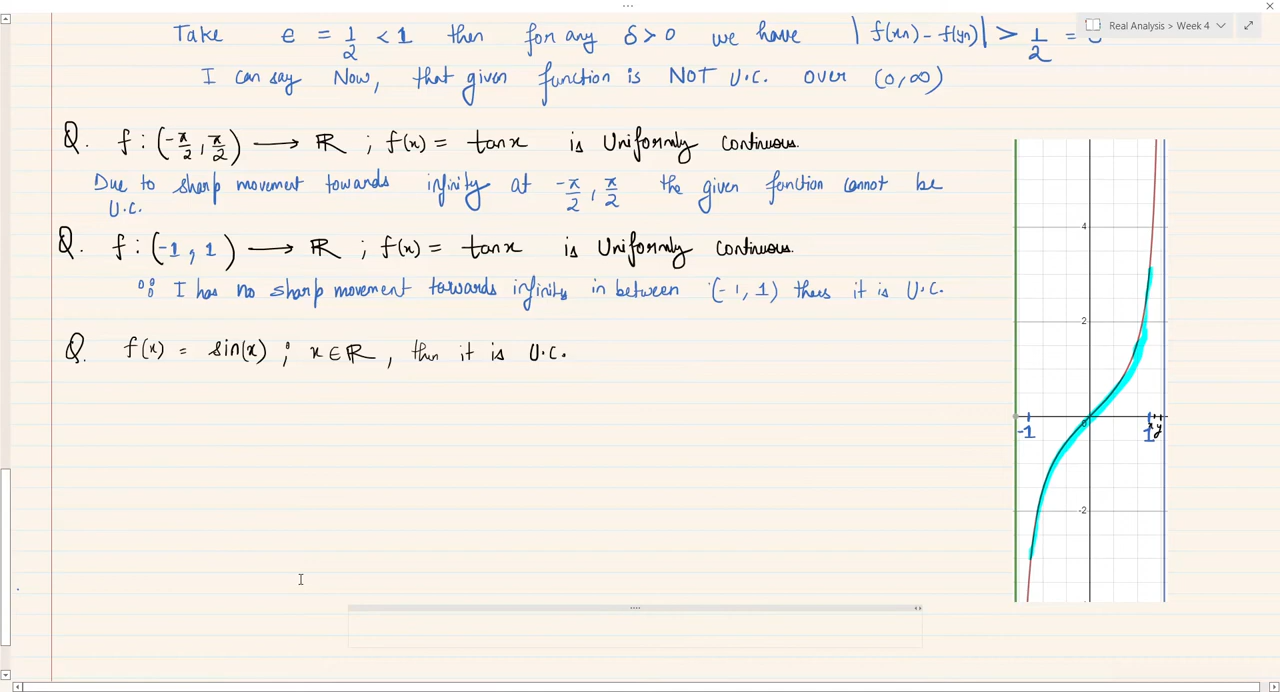 Real Analysis > Week 4
Take e = 1/2 < 1 then for any δ > 0 we have | f(xn) - f(yn) | > 1/2 =
I can say Now, that given function is NOT U.C. over (0, ∞)
Q. f : (-π/2, π/2) ⟶ ℝ ; f(x) = tanx is Uniformly continuous.
Due to sharp movement towards infinity at -π/2, π/2 the given function cannot be
U.C.
Q. f : (-1, 1) ⟶ ℝ ; f(x) = tanx is Uniformly continuous.
∵ I has no sharp movement towards infinity in between (-1, 1) thus it is U.C.
Q. f(x) = sin(x) ; x ∈ ℝ, then it is U.C.
4
2
0
-1 1 x y
-2